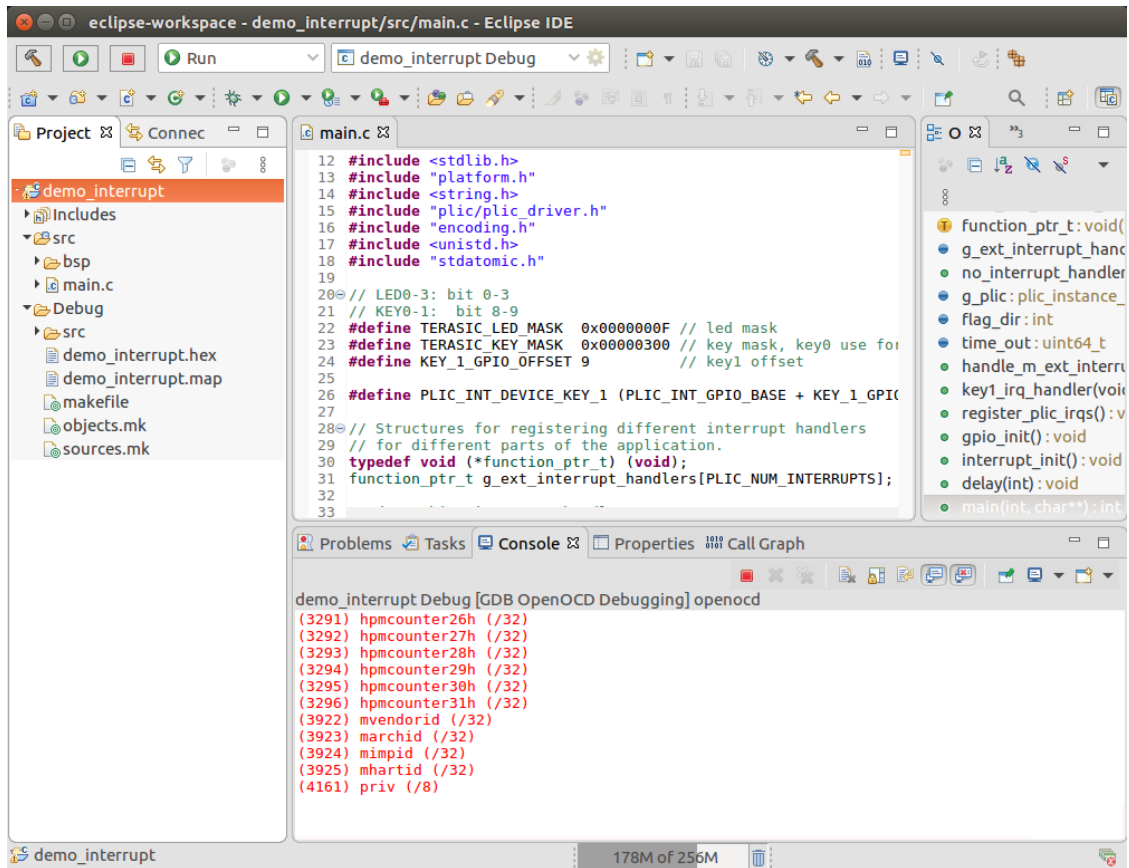 eclipse-workspace - demo_interrupt/src/main.c - Eclipse IDE
Run
demo_interrupt Debug
Project
Connec
demo_interrupt
Includes
src
bsp
main.c
Debug
src
demo_interrupt.hex
demo_interrupt.map
makefile
objects.mk
sources.mk
main.c
12 #include <stdlib.h>
13 #include "platform.h"
14 #include <string.h>
15 #include "plic/plic_driver.h"
16 #include "encoding.h"
17 #include <unistd.h>
18 #include "stdatomic.h"
19
20 // LED0-3: bit 0-3
21 // KEY0-1:  bit 8-9
22 #define TERASIC_LED_MASK  0x0000000F // led mask
23 #define TERASIC_KEY_MASK  0x00000300 // key mask, key0 use for
24 #define KEY_1_GPIO_OFFSET 9          // key1 offset
25
26 #define PLIC_INT_DEVICE_KEY_1 (PLIC_INT_GPIO_BASE + KEY_1_GPIO
27
28 // Structures for registering different interrupt handlers
29 // for different parts of the application.
30 typedef void (*function_ptr_t) (void);
31 function_ptr_t g_ext_interrupt_handlers[PLIC_NUM_INTERRUPTS];
32
33
O
»3
function_ptr_t : void(
g_ext_interrupt_hand
no_interrupt_handler
g_plic : plic_instance_
flag_dir : int
time_out : uint64_t
handle_m_ext_interru
key1_irq_handler(void
register_plic_irqs() : v
gpio_init() : void
interrupt_init() : void
delay(int) : void
main(int, char**) : int
Problems Tasks Console Properties Call Graph
demo_interrupt Debug [GDB OpenOCD Debugging] openocd
(3291) hpmcounter26h (/32)
(3292) hpmcounter27h (/32)
(3293) hpmcounter28h (/32)
(3294) hpmcounter29h (/32)
(3295) hpmcounter30h (/32)
(3296) hpmcounter31h (/32)
(3922) mvendorid (/32)
(3923) marchid (/32)
(3924) mimpid (/32)
(3925) mhartid (/32)
(4161) priv (/8)
demo_interrupt
178M of 256M